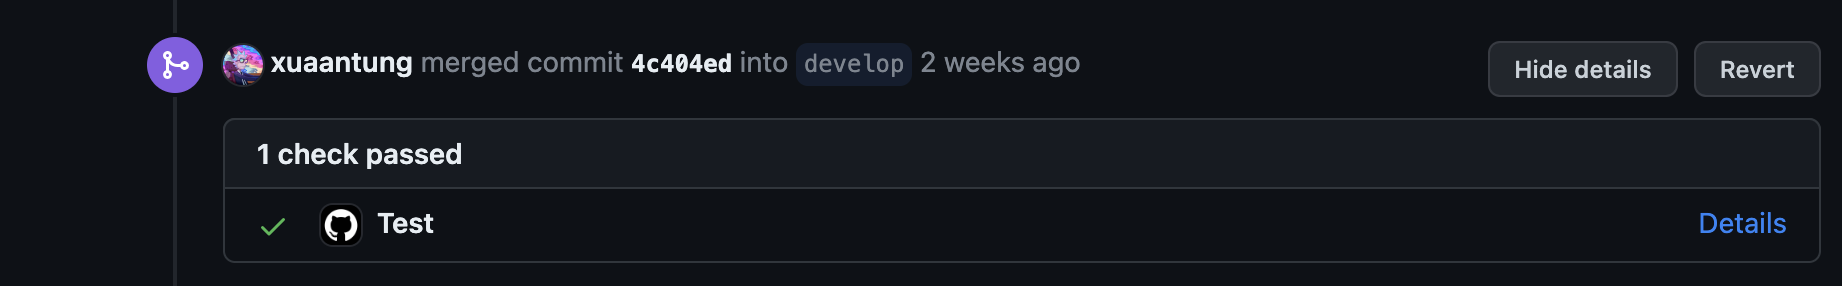 xuaantung merged commit 4c404ed into develop 2 weeks ago
Hide details
Revert
1 check passed
Test
Details